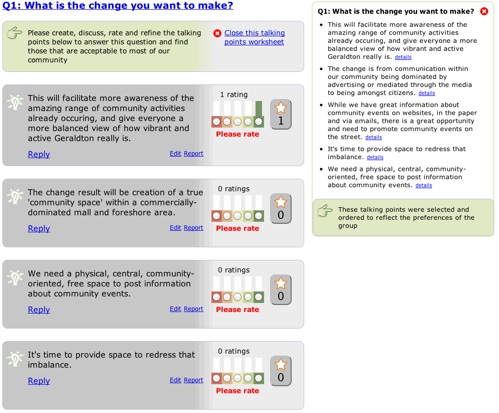 Q1: What is the change you want to make?
Please create, discuss, rate and refine the talking
points below to answer this question and find
those that are acceptable to most of our
community
Close this talking
points worksheet
This will facilitate more awareness of the
amazing range of community activities
already occuring, and give everyone a
more balanced view of how vibrant and
active Geraldton really is.
Reply
Edit Report
1 rating
Please rate
1
The change result will be creation of a true
'community space' within a commercially-
dominated mall and foreshore area.
Reply
Edit Report
0 ratings
Please rate
0
We need a physical, central, community-
oriented, free space to post information
about community events.
Reply
Edit Report
0 ratings
Please rate
0
It's time to provide space to redress that
imbalance.
Reply
Edit Report
0 ratings
Please rate
0
Q1: What is the change you want to make?
This will facilitate more awareness of the
amazing range of community activities already
occuring, and give everyone a more balanced
view of how vibrant and active Geraldton
really is. details
The change is from communication within
our community being dominated by
advertising or mediated through the media
to being amongst citizens. details
While we have great information about
community events on websites, in the paper
and via emails, there is a great opportunity
and need to promote community events on
the street. details
It's time to provide space to redress that
imbalance. details
We need a physical, central, community-
oriented, free space to post information
about community events. details
These talking points were selected and
ordered to reflect the preferences of the
group